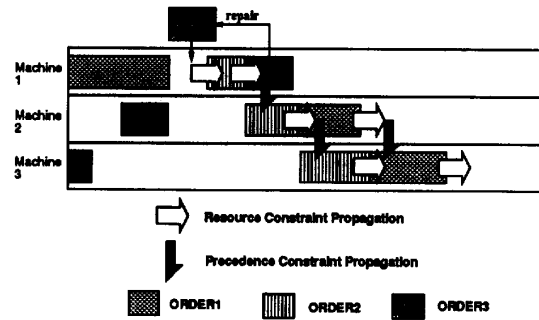 repair
Machine
1
Machine
2
Machine
3
Resource Constraint Propagation
Precedence Constraint Propagation
ORDER1
ORDER2
ORDER3